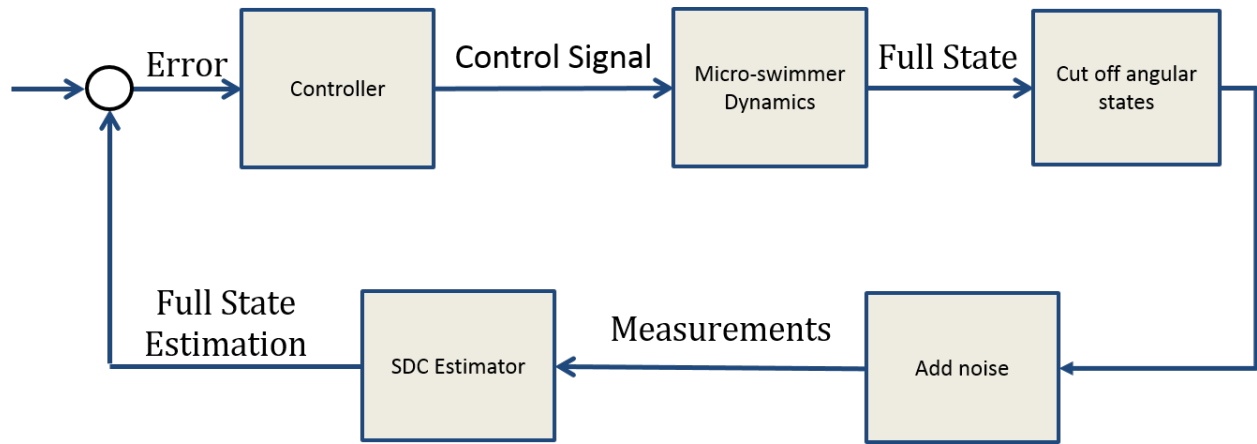 Error
Controller
Control Signal
Micro-swimmer
Dynamics
Full State
Cut off angular
states
Full State
Estimation
SDC Estimator
Measurements
Add noise